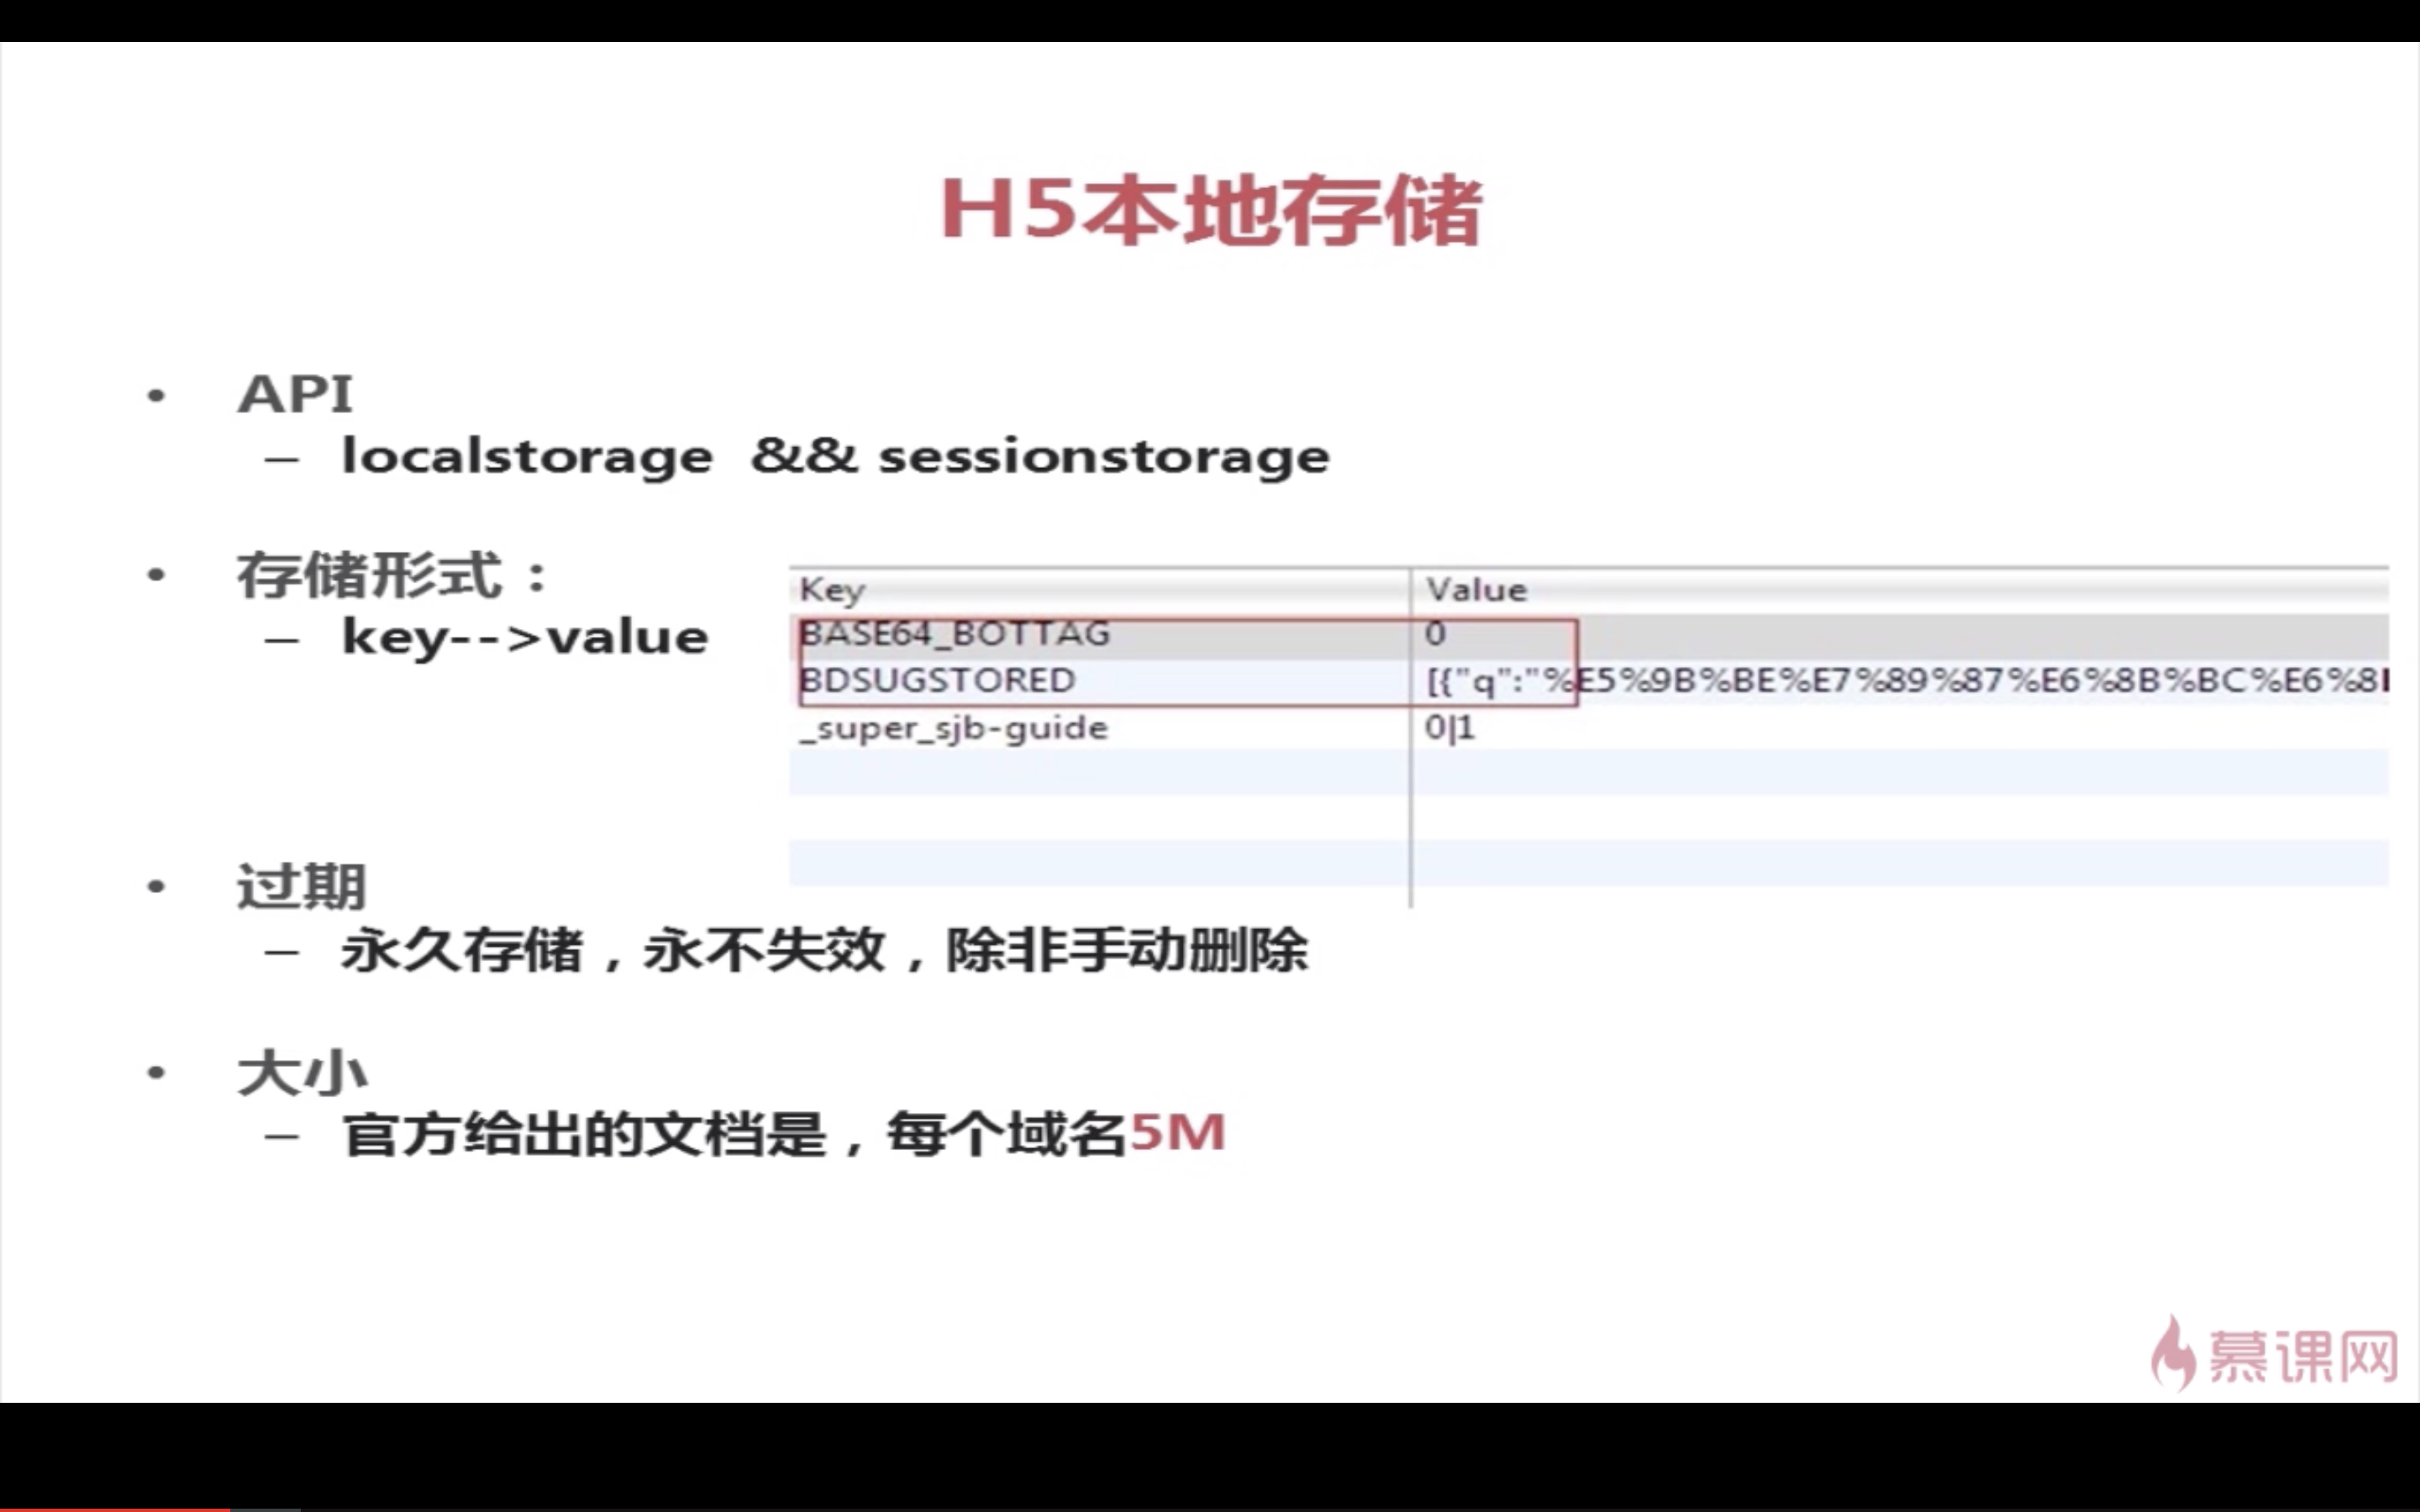 H5本地存储
• API
– localstorage && sessionstorage
• 存储形式：
– key-->value
Key Value
BASE64_BOTTAG 0
BDSUGSTORED [{"q":"%E5%9B%BE%E7%89%87%E6%8B%BC%E6%8
_super_sjb-guide 0|1
• 过期
– 永久存储，永不失效，除非手动删除
• 大小
– 官方给出的文档是，每个域名5M
慕课网